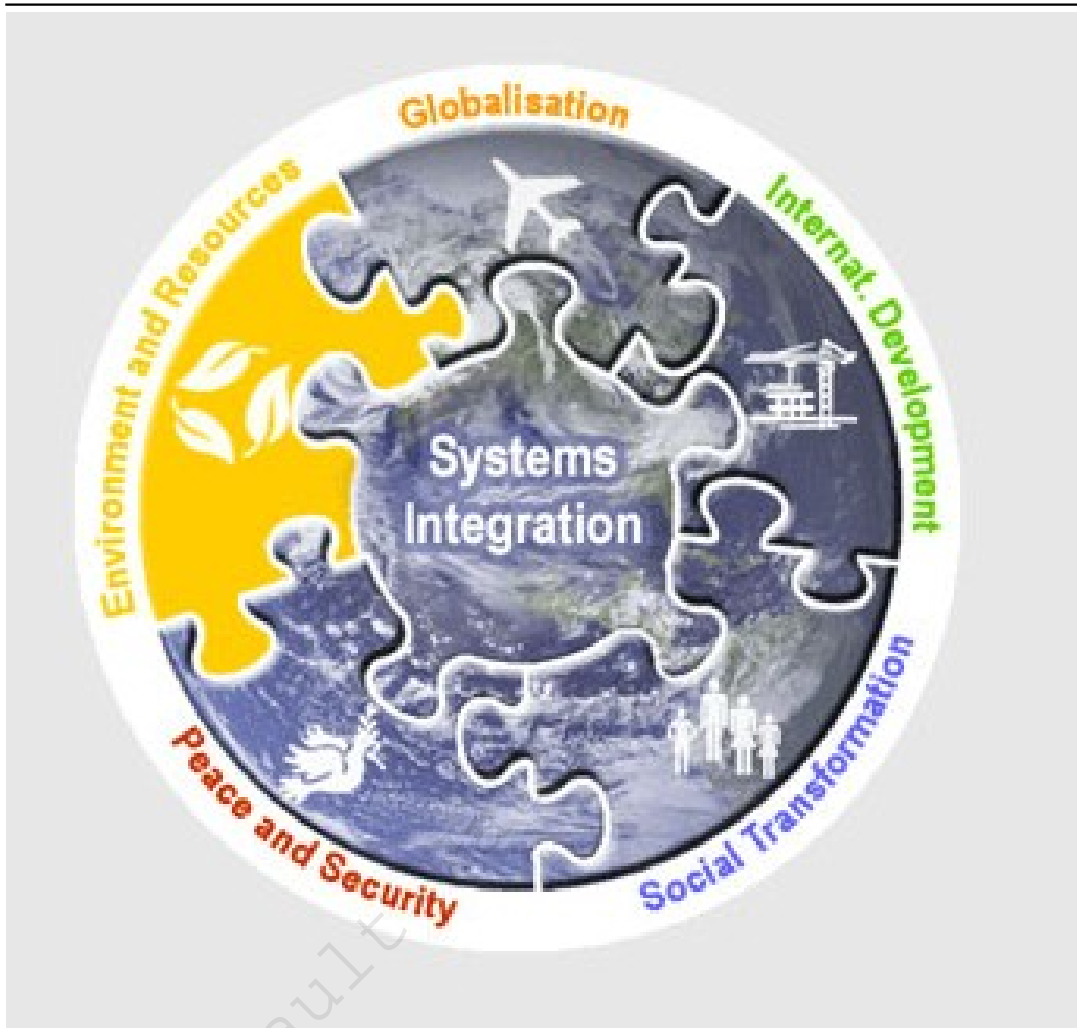 Globalisation
Internat. Development
Social Transformation
Peace and Security
Environment and Resources
Systems
Integration